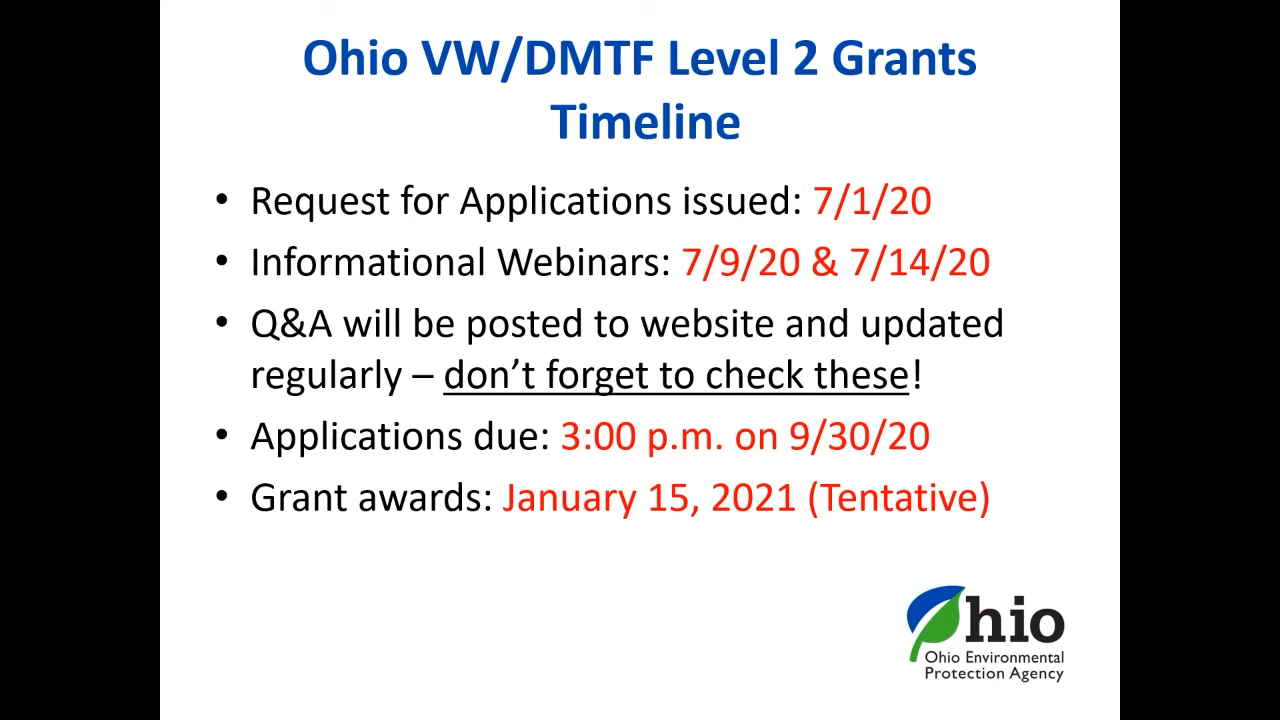 Ohio VW/DMTF Level 2 Grants
Timeline
• Request for Applications issued: 7/1/20
• Informational Webinars: 7/9/20 & 7/14/20
• Q&A will be posted to website and updated
regularly – don’t forget to check these!
• Applications due: 3:00 p.m. on 9/30/20
• Grant awards: January 15, 2021 (Tentative)
Ohio
Ohio Environmental
Protection Agency